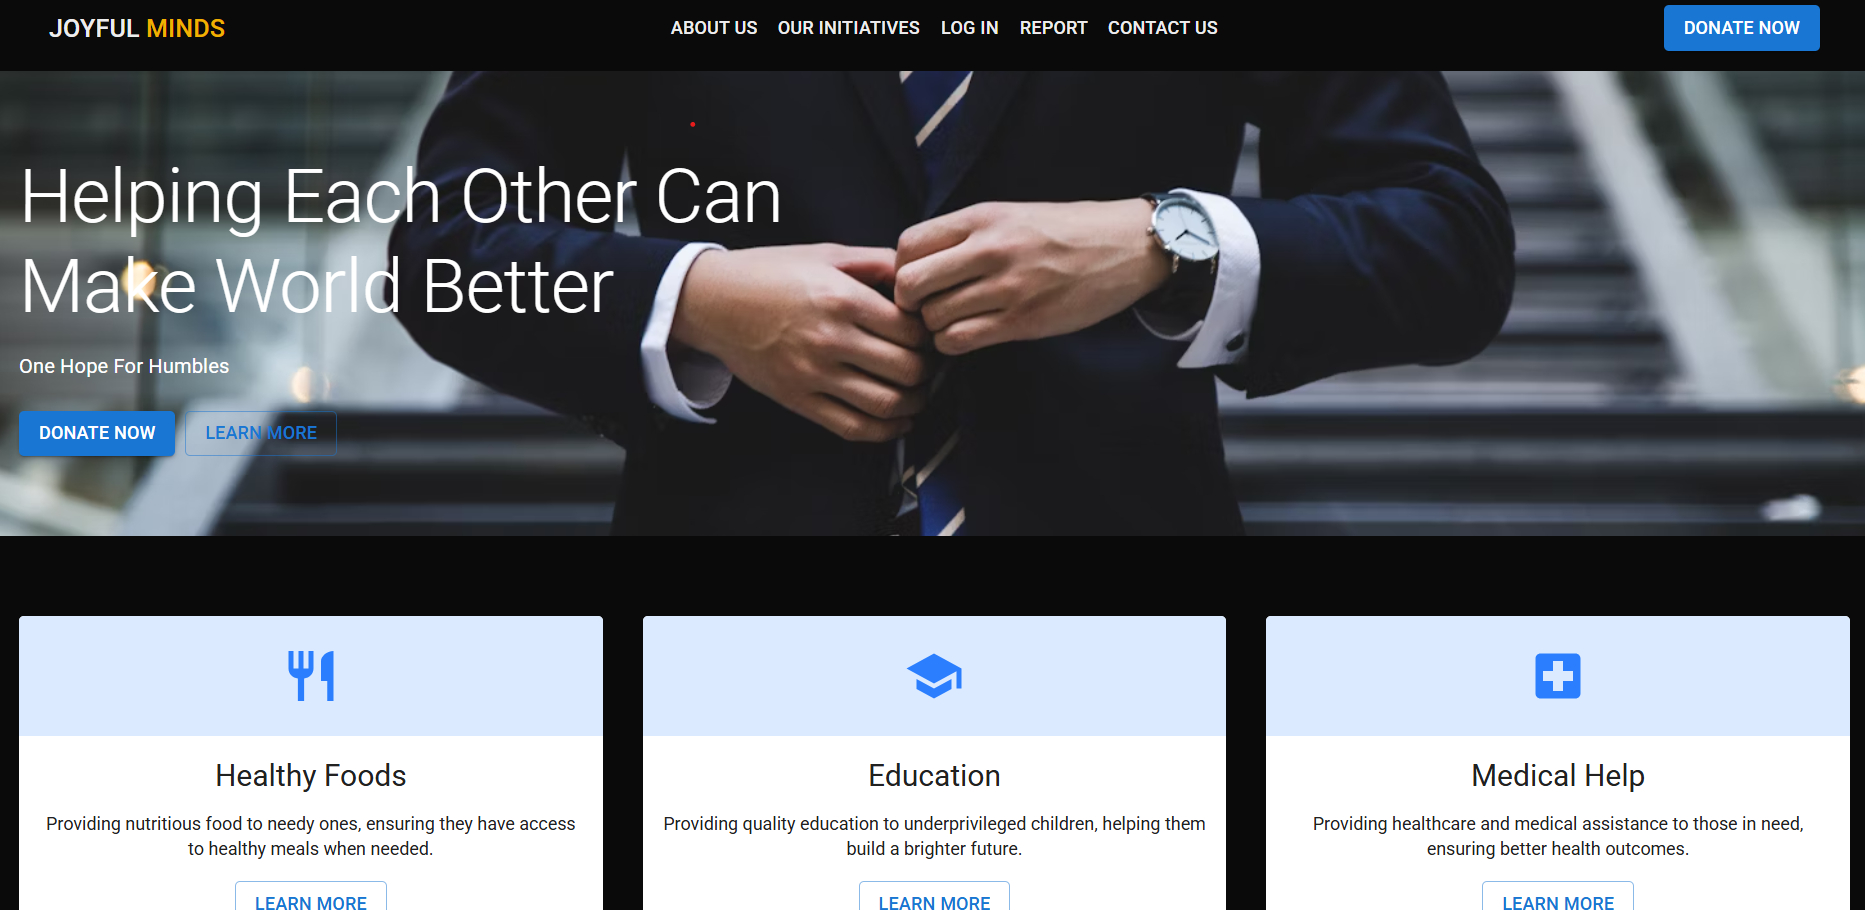 JOYFUL MINDS
ABOUT US
OUR INITIATIVES
LOG IN
REPORT
CONTACT US
DONATE NOW
Helping Each Other Can
Make World Better
One Hope For Humbles
DONATE NOW
LEARN MORE
Healthy Foods
Providing nutritious food to needy ones, ensuring they have access
to healthy meals when needed.
LEARN MORE
Education
Providing quality education to underprivileged children, helping them
build a brighter future.
LEARN MORE
Medical Help
Providing healthcare and medical assistance to those in need,
ensuring better health outcomes.
LEARN MORE